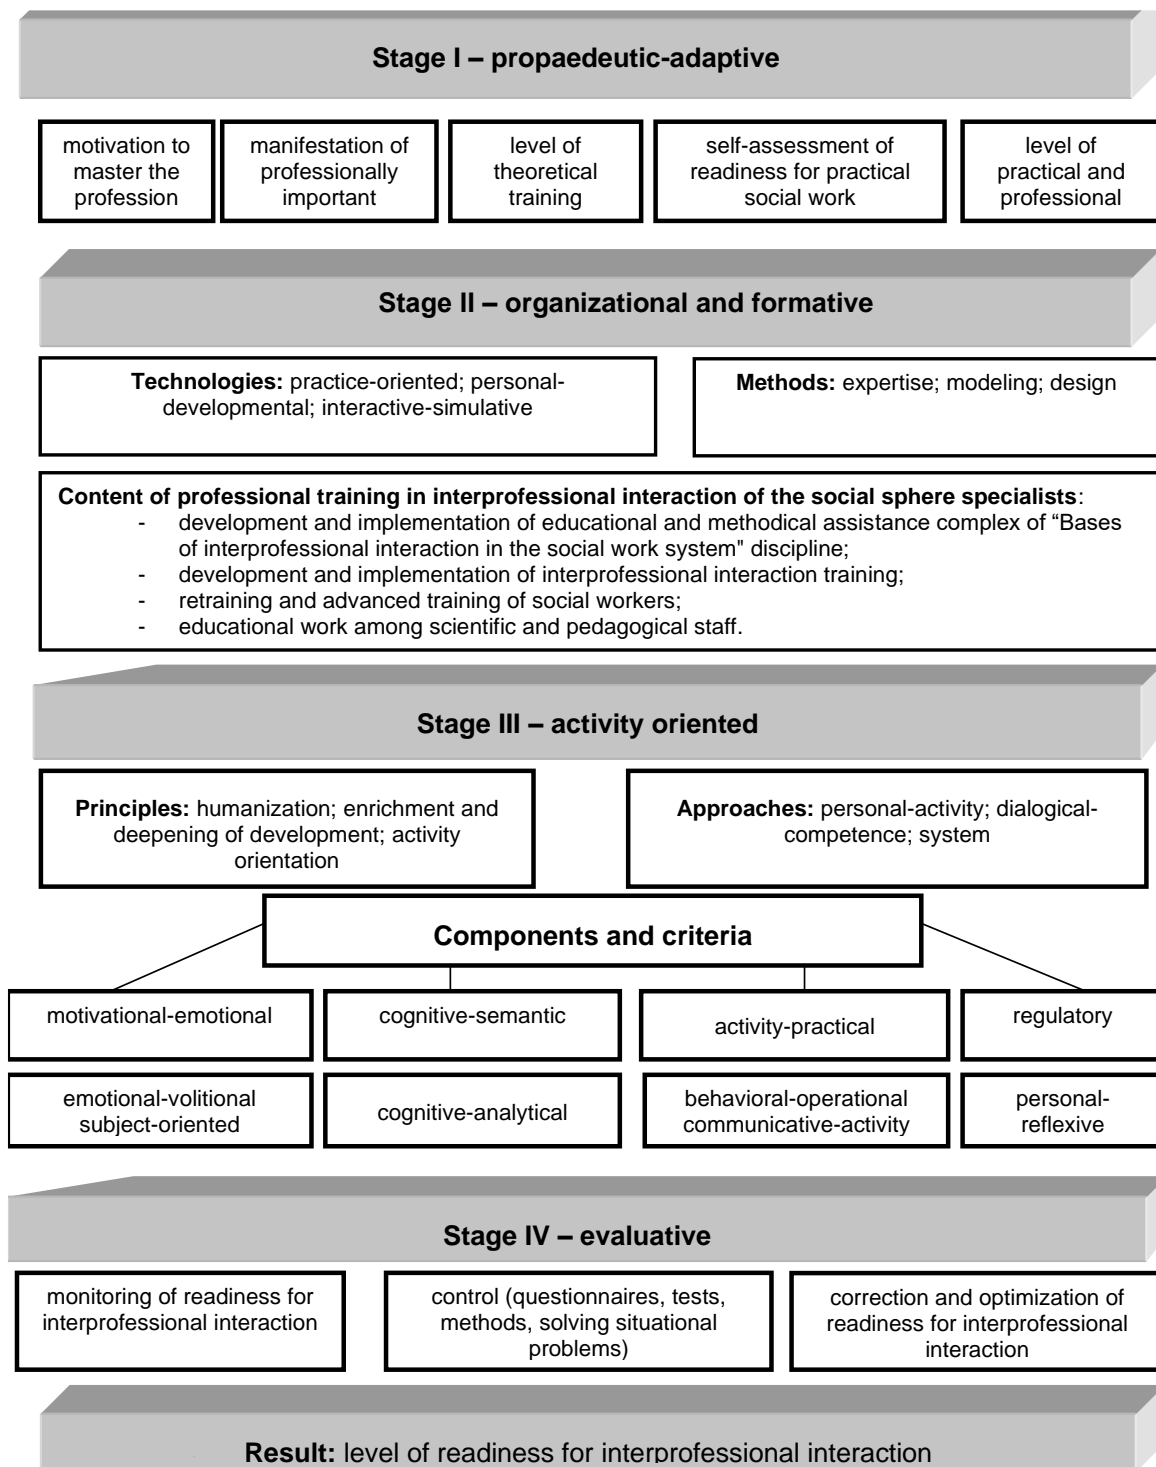 Stage I – propaedeutic-adaptive
motivation to
master the
profession
manifestation of
professionally
important
level of
theoretical
training
self-assessment of
readiness for practical
social work
level of
practical and
professional
Stage II – organizational and formative
Technologies: practice-oriented; personal-
developmental; interactive-simulative
Methods: expertise; modeling; design
Content of professional training in interprofessional interaction of the social sphere specialists:
- development and implementation of educational and methodical assistance complex of “Bases
of interprofessional interaction in the social work system" discipline;
- development and implementation of interprofessional interaction training;
- retraining and advanced training of social workers;
- educational work among scientific and pedagogical staff.
Stage III – activity oriented
Principles: humanization; enrichment and
deepening of development; activity
orientation
Approaches: personal-activity; dialogical-
competence; system
Components and criteria
motivational-emotional
cognitive-semantic
activity-practical
regulatory
emotional-volitional
subject-oriented
cognitive-analytical
behavioral-operational
communicative-activity
personal-
reflexive
Stage IV – evaluative
monitoring of readiness for
interprofessional interaction
control (questionnaires, tests,
methods, solving situational
problems)
correction and optimization of
readiness for interprofessional
interaction
Result: level of readiness for interprofessional interaction